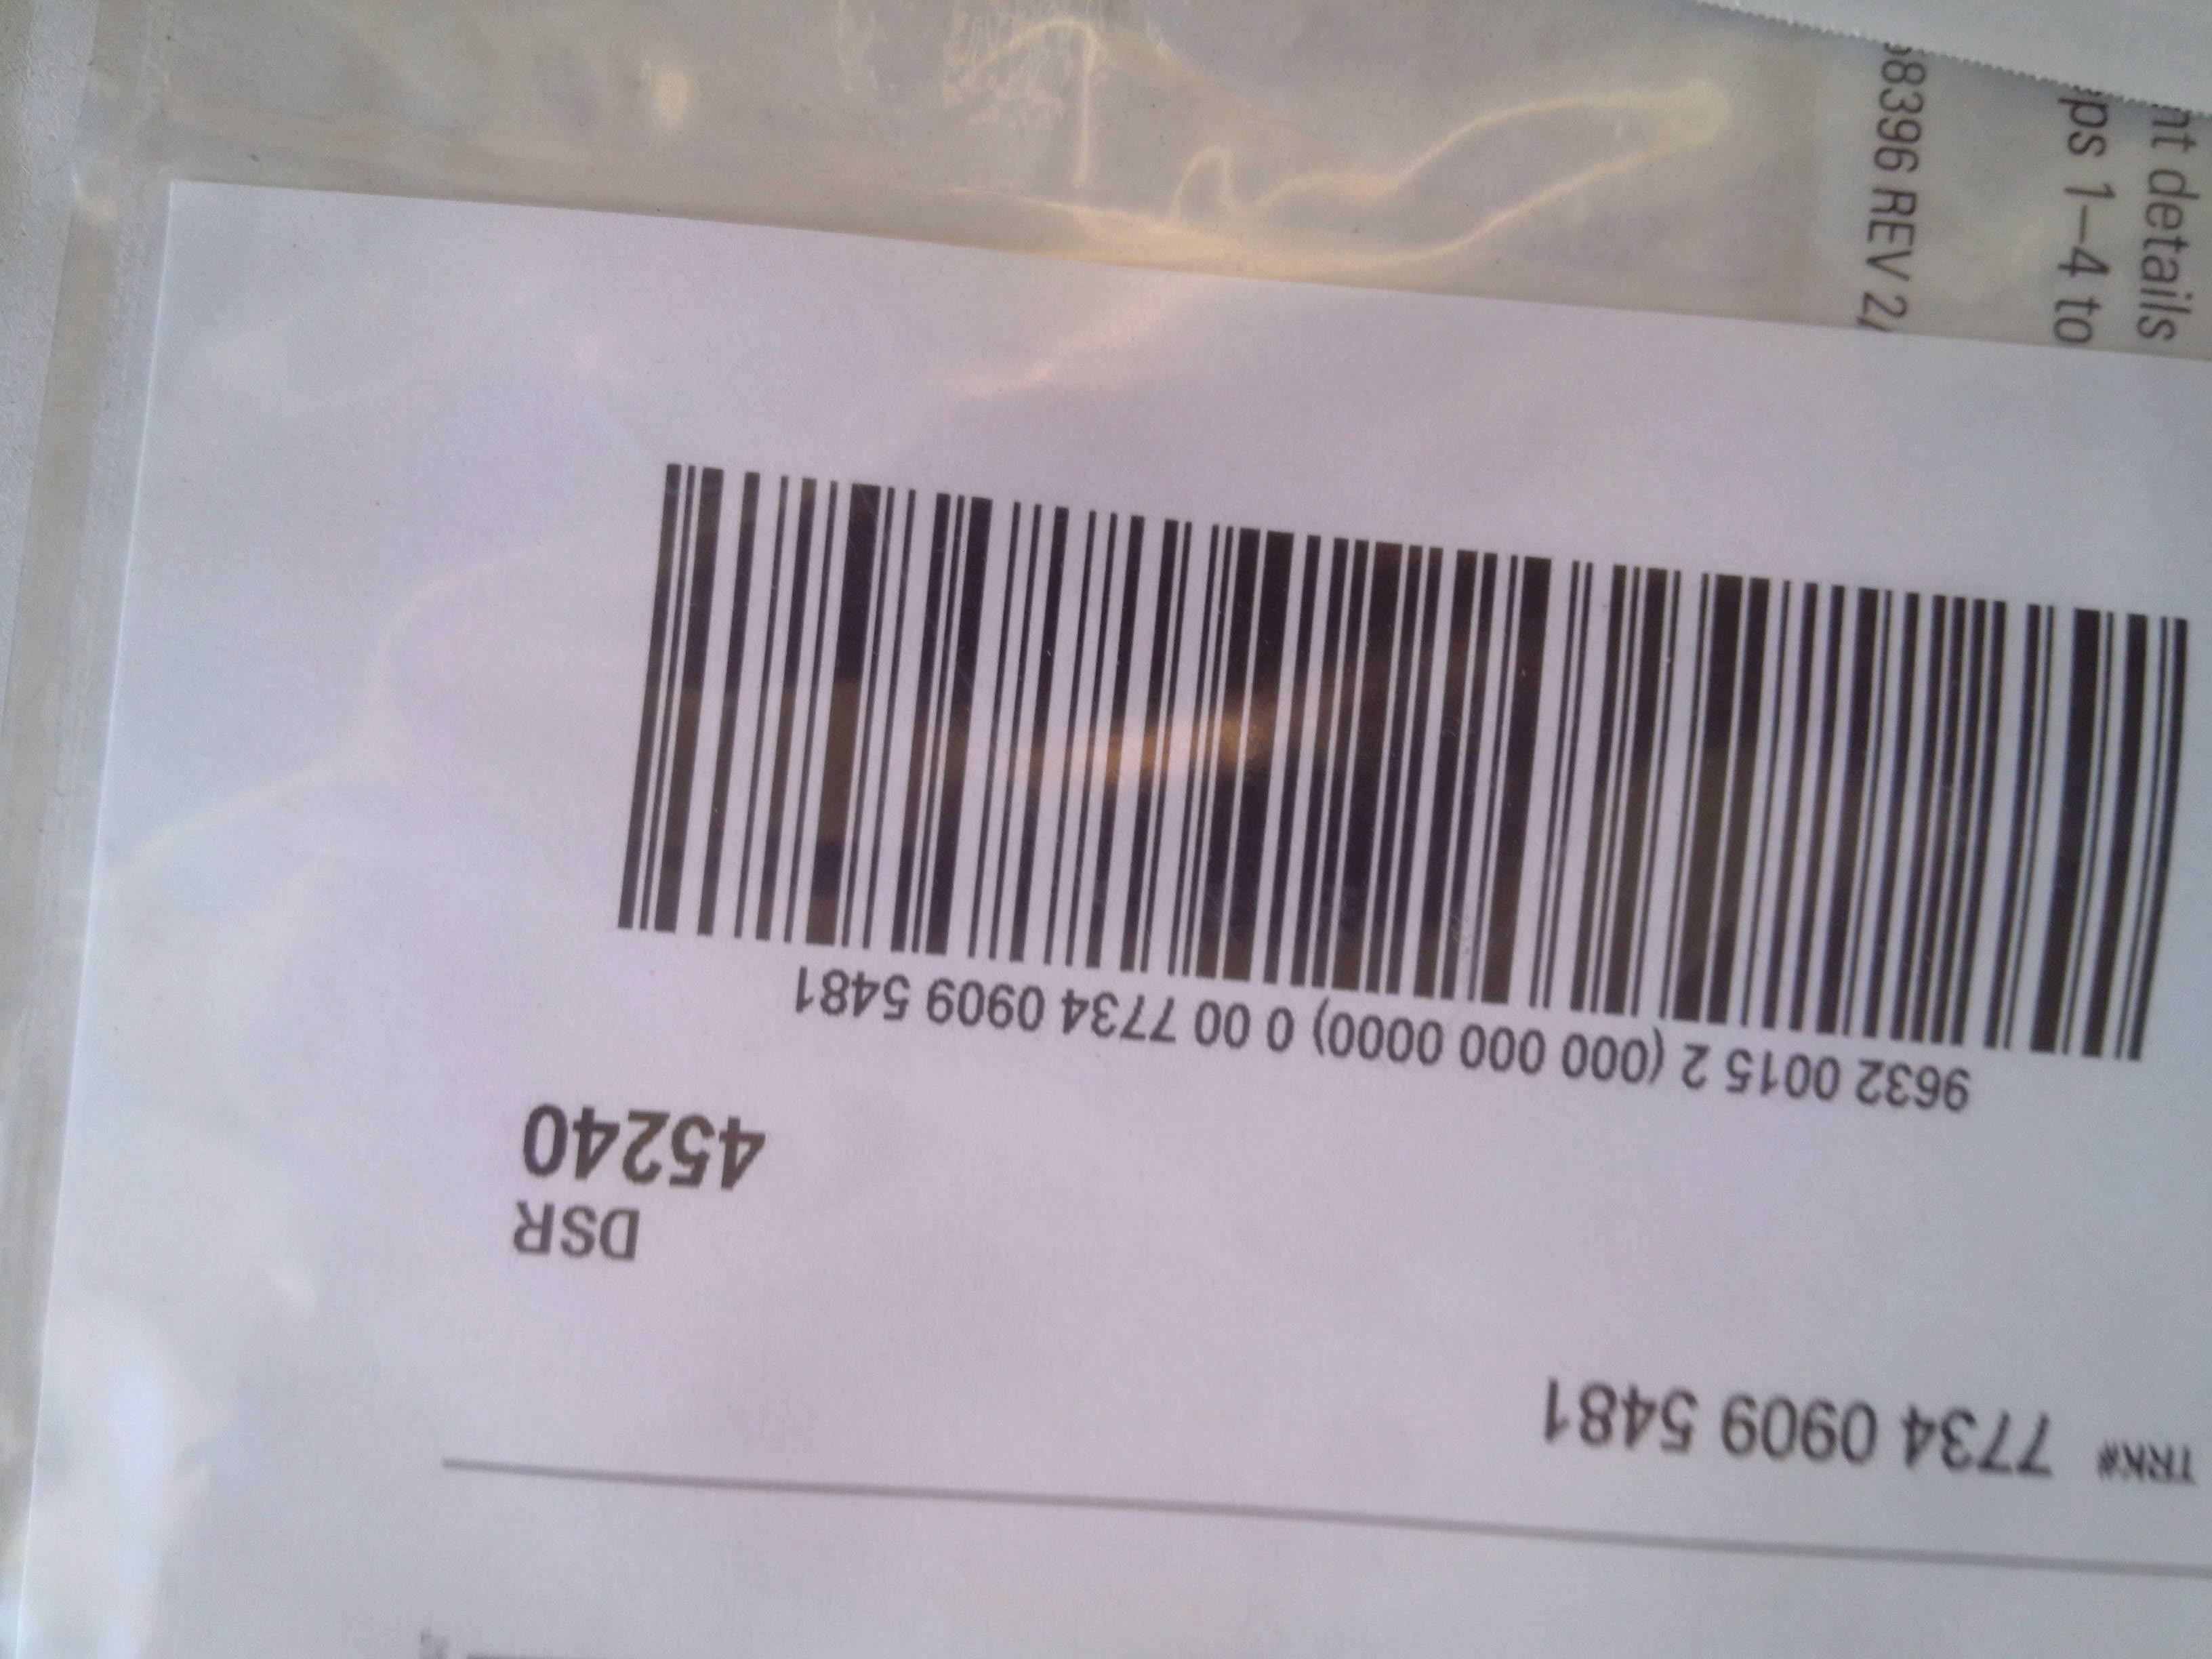 TRK# 7734 0909 5481
DSR
45240
9632 0015 2 (000 000 0000) 0 00 7734 0909 5481
nt details
ps 1–4 to
8396 REV 2/